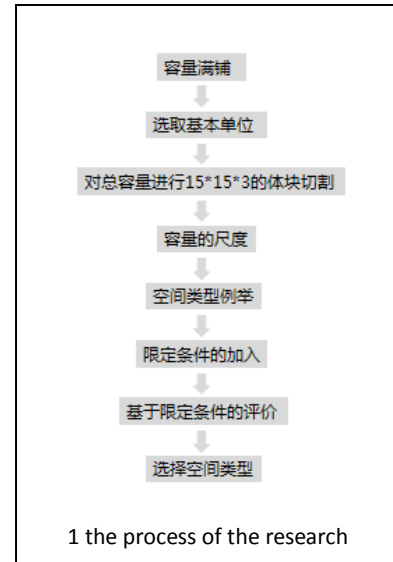 容量满铺
选取基本单位
对总容量进行15*15*3的体块切割
容量的尺度
空间类型例举
限定条件的加入
基于限定条件的评价
选择空间类型
1 the process of the research